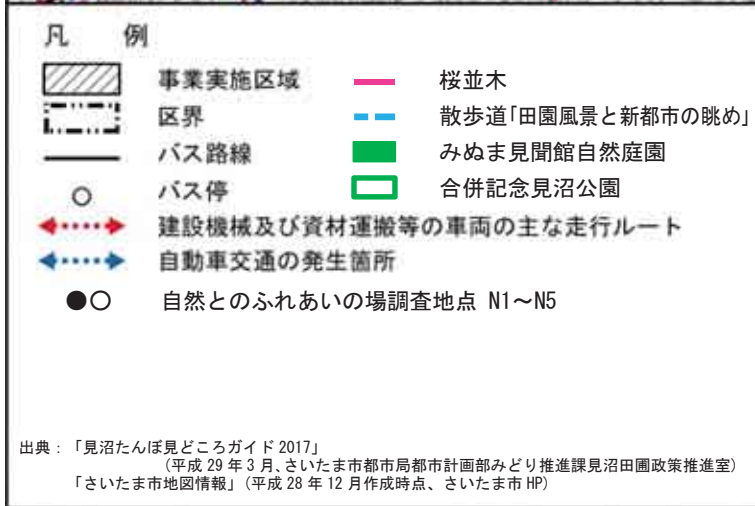 凡 例
事業実施区域 桜並木
区界 散歩道「田園風景と新都市の眺め」
バス路線 みぬま見聞館自然庭園
バス停 合併記念見沼公園
建設機械及び資材運搬等の車両の主な走行ルート
自動車交通の発生箇所
●○ 自然とのふれあいの場調査地点 N1～N5
出典：「見沼たんぼ見どころガイド 2017」
（平成 29 年 3 月、さいたま市都市局都市計画部みどり推進課見沼田圃政策推進室）
「さいたま市地図情報」（平成 28 年 12 月作成時点、さいたま市 HP）